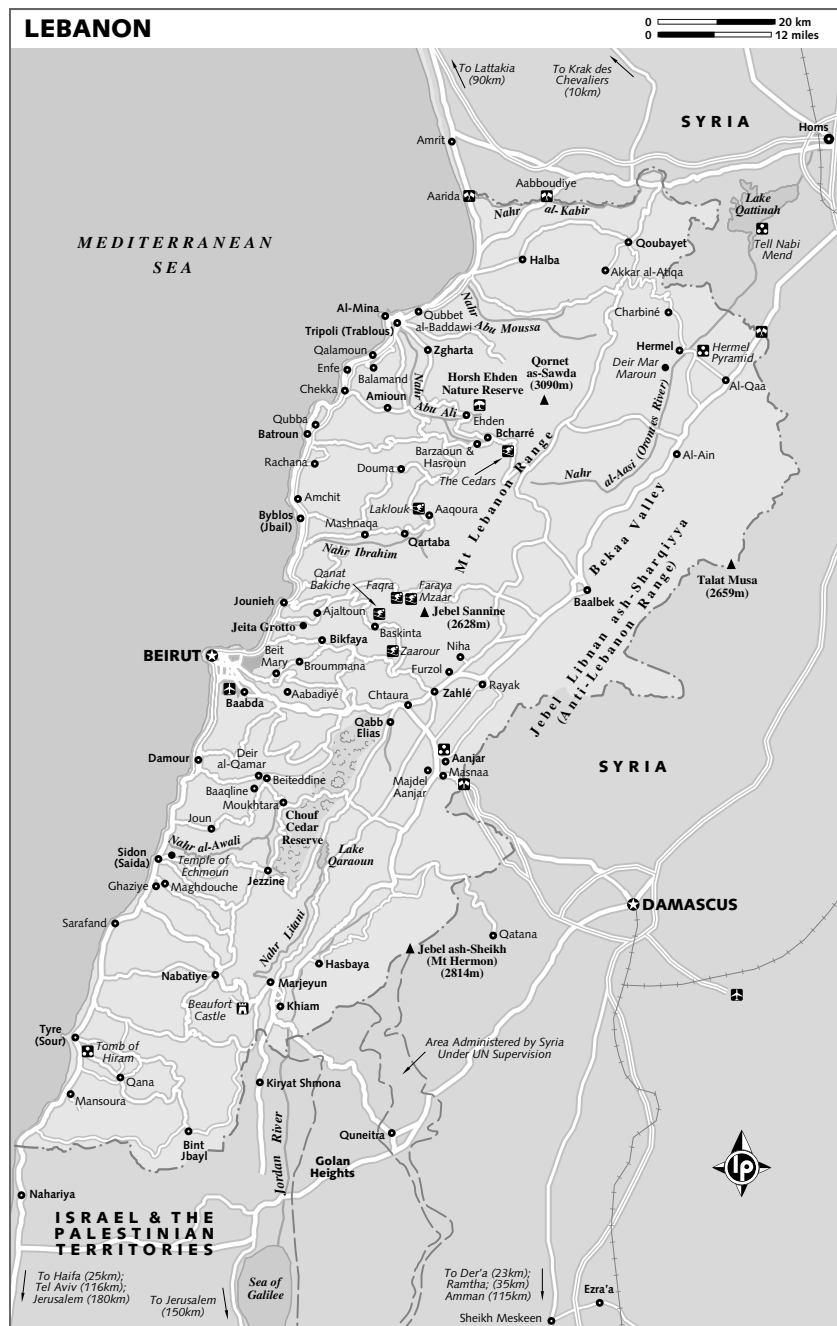 LEBANON
0 20 km
0 12 miles
To Lattakia
(90km)
To Krak des
Chevaliers
(10km)
SYRIA
Homs
Amrit
Aarida
Aabboudiye
Nahr al-Kabir
Lake
Qattinah
Tell Nabi
Mend
MEDITERRANEAN
SEA
Qoubayet
Halba
Akkar al-Atiqa
Al-Mina
Tripoli (Trablous)
Qubbet
al-Baddawi
Nahr
Abu Moussa
Charbiné
Qalamoun
Zgharta
Hermel
Hermel
Pyramid
Deir Mar
Maroun
Enfe
Balamand
Qornet
as-Sawda
(3090m)
Horsh Ehden
Nature Reserve
Al-Qaa
Chekka
Amioun
Nahr
Abu Ali
Ehden
Qubba
Batroun
Bcharré
Barzaoun &
Hasroun
The Cedars
Rachana
Douma
Nahr
al-Aasi (Orontes River)
Al-Ain
Mt Lebanon Range
Amchit
Laklouk
Aaqoura
Byblos
(Jbail)
Mashnaqa
Qartaba
Nahr Ibrahim
Bekaa Valley
Talat Musa
(2659m)
Qanat
Bakiche
Faqra
Faraya
Mzaar
Baalbek
Jounieh
Ajaltoun
Jebel Sannine
(2628m)
Jeita Grotto
Baskinta
Bikfaya
Jebel Libnan ash-Sharqiyya
(Anti-Lebanon Range)
BEIRUT
Beit
Mary
Broummana
Zaarour
Niha
Furzol
Baabda
Aabadiyé
Chtaura
Zahlé
Rayak
Qabb
Elias
Damour
Deir
al-Qamar
Aanjar
SYRIA
Beiteddine
Majdel
Aanjar
Masnaa
Baaqline
Moukhtara
Joun
Chouf
Cedar
Reserve
Nahr al-Awali
Lake
Qaraoun
Sidon
(Saida)
Temple of
Echmoun
Jezzine
Ghaziye
Maghdouche
DAMASCUS
Sarafand
Qatana
Nahr Litani
Jebel ash-Sheikh
(Mt Hermon)
(2814m)
Hasbaya
Nabatiye
Marjeyun
Beaufort
Castle
Khiam
Tyre
(Sour)
Tomb of
Hiram
Area Administered by Syria
Under UN Supervision
Qana
Kiryat Shmona
Mansoura
Bint
Jbayl
Jordan River
Quneitra
Golan
Heights
lp
Nahariya
ISRAEL & THE
PALESTINIAN
TERRITORIES
To Haifa (25km);
Tel Aviv (116km);
Jerusalem (180km)
To Jerusalem
(150km)
Sea of
Galilee
To Der'a (23km);
Ramtha; (35km)
Amman (115km)
Ezra'a
Sheikh Meskeen